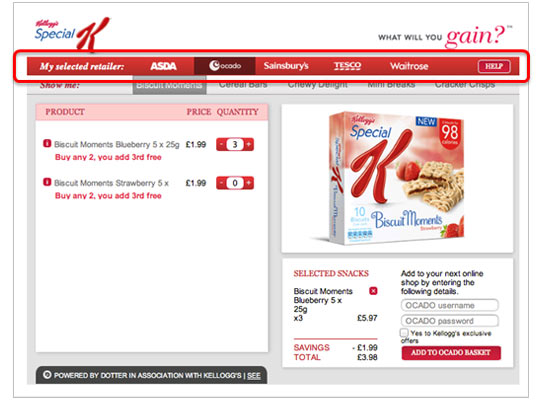 Kellogg's
Special K
WHAT WILL YOU gain?™
My selected retailer: ASDA ocado Sainsbury's TESCO Waitrose HELP
Show me: Biscuit Moments Cereal Bars Chewy Delight Mini Breaks Cracker Crisps
PRODUCT PRICE QUANTITY
Biscuit Moments Blueberry 5 x 25g £1.99 - 3 +
Buy any 2, you add 3rd free
Biscuit Moments Strawberry 5 x £1.99 - 0 +
Buy any 2, you add 3rd free
Kellogg's
Special K
NEW
98
calories
10
Biscuits
Biscuit Moments
Strawberry
SELECTED SNACKS
Biscuit Moments
Blueberry 5 x
25g
x3 £5.97
SAVINGS - £1.99
TOTAL £3.98
Add to your next online
shop by entering the
following details.
OCADO username
OCADO password
Yes to Kellogg's exclusive
offers
ADD TO OCADO BASKET
POWERED BY DOTTER IN ASSOCIATION WITH KELLOGG'S | SEE